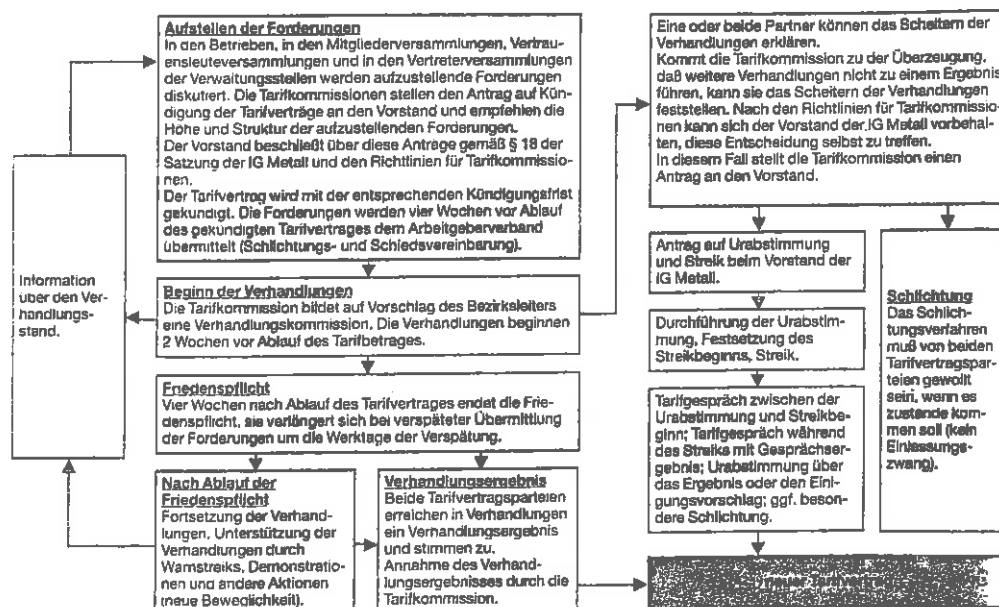 Aufstellen der Forderungen
In den Betrieben, in den Mitgliederversammlungen, Vertrau-
ensleuteversammlungen und in den Vertreterversammlungen
der Verwaitungsstellen werden aufzustellende Forderungen
diskutiert. Die Tarifkommissionen stellen den Antrag auf Kün-
digung der Tarifverträge an den Vorstand und empfehlen die
Höhe und Struktur der aufzustellenden Forderungen.
Der Vorstand beschließt über diese Antrage gemäß § 18 der
Satzung der IG Metall und den Richtlinien für Tarifkommissio-
nen.
Der Tarifvertrag wird mit der entsprechenden Kündigungsfrist
gekundigt. Die Forderungen werden vier Wochen vor Ablauf
des gekündigten Tarifvertrages dem Arbeitgeberverband
übermittelt (Schlichtungs- und Schiedsvereinbarung).
Information
über den Ver-
handlungs-
stand.
Beginn der Verhandlungen
Die Tarifkommission bildet auf Vorschlag des Bezirksleiters
eine Verhandlungskommission. Die Verhandlungen beginnen
2 Wochen vor Ablauf des Tarifbetrages.
Friedenspflicht
Vier Wochen nach Ablauf des Tarifvertrages endet die Frie-
denspflicht, sie verlängert sich bei verspäteter Übermittlung
der Forderungen um die Werktage der Verspätung.
Nach Ablauf der
Friedenspflicht
Fortsetzung der Verhand-
lungen, Unterstützung der
Verhandlungen durch
Warnstreiks, Demonstratio-
nen und andere Aktionen
(neue Beweglichkeit).
Verhandlungsergebnis
Beide Tarifvertragsparteien
erreichen in Verhandlungen
ein Verhandlungsergebnis
und stimmen zu.
Annahme des Verhand-
lungsergebnisses durch die
Tarifkommission.
Eine oder beide Partner können das Scheitern der
Verhandlungen erklären.
Kommt die Tarifkommission zu der Überzeugung,
daß weitere Verhandlungen nicht zu einem Ergebnis
führen, kann sie das Scheitern der Verhandlungen
feststellen. Nach den Richtlinien für Tarifkommissio-
nen kann sich der Vorstand der IG Metall vorbehal-
ten, diese Entscheidung selbst zu treffen.
In diesem Fall stellt die Tarifkommission einen
Antrag an den Vorstand.
Antrag auf Urabstimmung
und Streik beim Vorstand der
IG Metall.
Durchführung der Urabstim-
mung, Festsetzung des
Streikbeginns, Streik.
Tarifgespräch zwischen der
Urabstimmung und Streikbe-
ginn; Tarifgespräch während
des Streiks mit Gesprächser-
gebnis; Urabstimmung über
das Ergebnis oder den Eini-
gungsvorschlag; ggf. beson-
dere Schlichtung.
Schlichtung
Das Schlich-
tungsverfahren
muß von beiden
Tarifvertragspar-
teien gewollt
sein, wenn es
zustande kom-
men soll (kein
Einlassungs-
zwang).
neuer Tarifvertrag